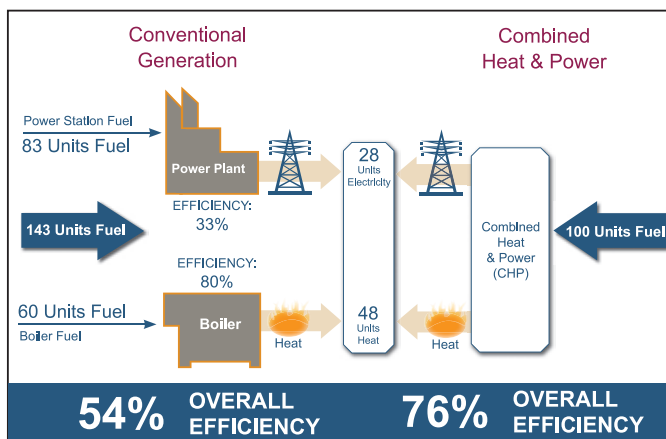 Conventional
Generation
Combined
Heat & Power
Power Station Fuel
83 Units Fuel
Power Plant
EFFICIENCY:
33%
28
Units
Electricity
143 Units Fuel
Combined
Heat
& Power
(CHP)
100 Units Fuel
EFFICIENCY:
80%
60 Units Fuel
Boiler Fuel
Boiler
Heat
48
Units
Heat
Heat
54% OVERALL
EFFICIENCY
76% OVERALL
EFFICIENCY